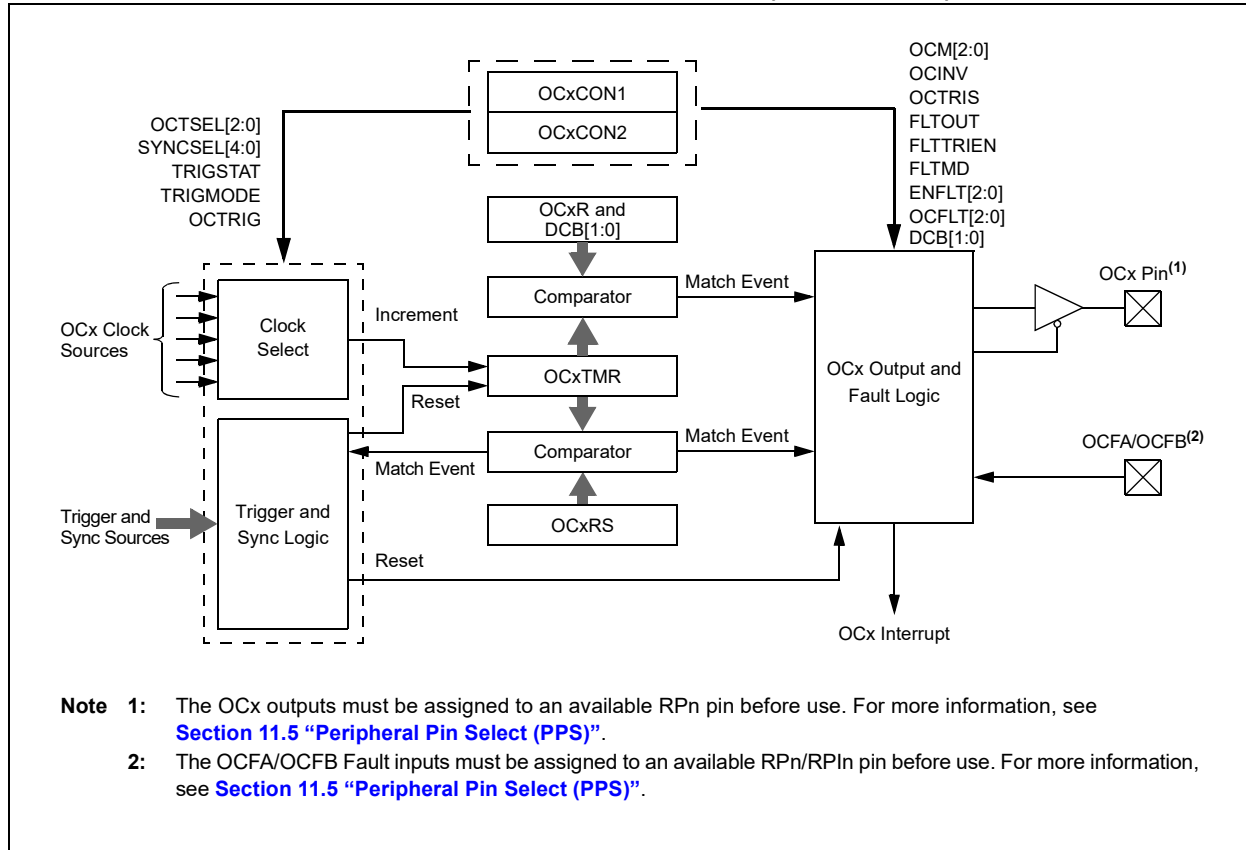 OCxCON1
OCxCON2
OCTSEL[2:0]
SYNCSEL[4:0]
TRIGSTAT
TRIGMODE
OCTRIG
OCM[2:0]
OCINV
OCTRIS
FLTOUT
FLTTRIEN
FLTMD
ENFLT[2:0]
OCFLT[2:0]
DCB[1:0]
OCxR and
DCB[1:0]
OCx Clock
Sources
Clock
Select
Increment
Comparator
Match Event
OCxTMR
Reset
Comparator
Match Event
Match Event
OCxRS
Trigger and
Sync Sources
Trigger and
Sync Logic
Reset
OCx Output and
Fault Logic
OCx Pin(1)
OCFA/OCFB(2)
OCx Interrupt
Note 1: The OCx outputs must be assigned to an available RPn pin before use. For more information, see
Section 11.5 “Peripheral Pin Select (PPS)”.
2: The OCFA/OCFB Fault inputs must be assigned to an available RPn/RPIn pin before use. For more information,
see Section 11.5 “Peripheral Pin Select (PPS)”.